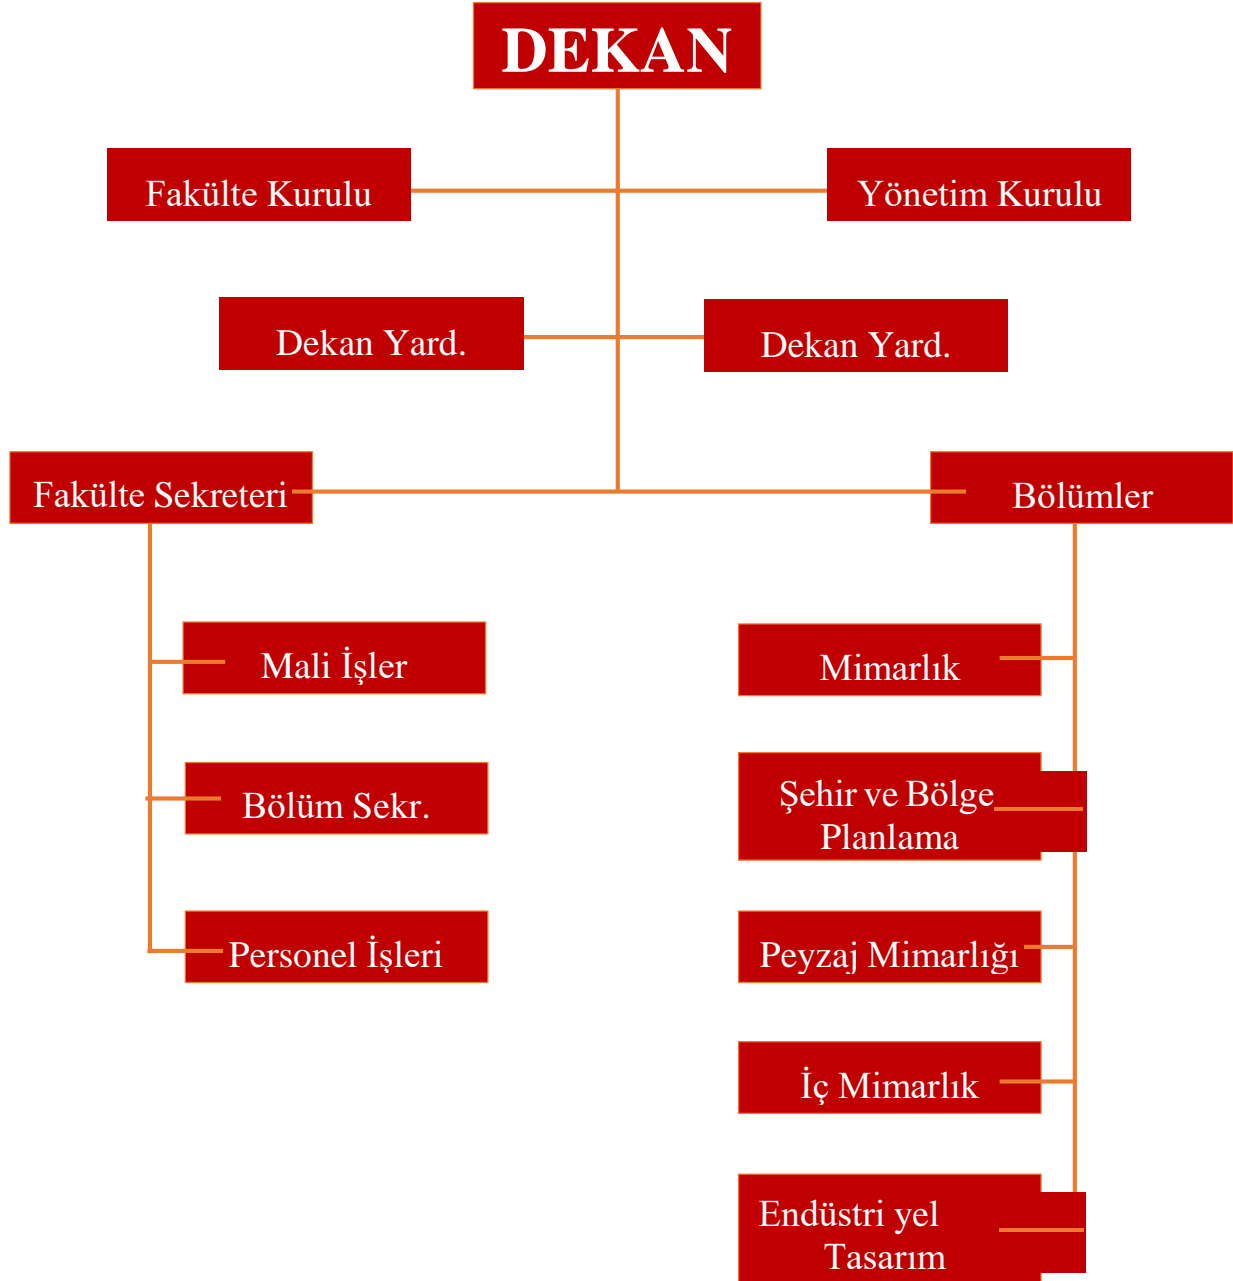 DEKAN
Fakülte Kurulu
Yönetim Kurulu
Dekan Yard.
Dekan Yard.
Fakülte Sekreteri
Bölümler
Mali İşler
Bölüm Sekr.
Personel İşleri
Mimarlık
Şehir ve Bölge
Planlama
Peyzaj Mimarlığı
İç Mimarlık
Endüstri yel
Tasarım